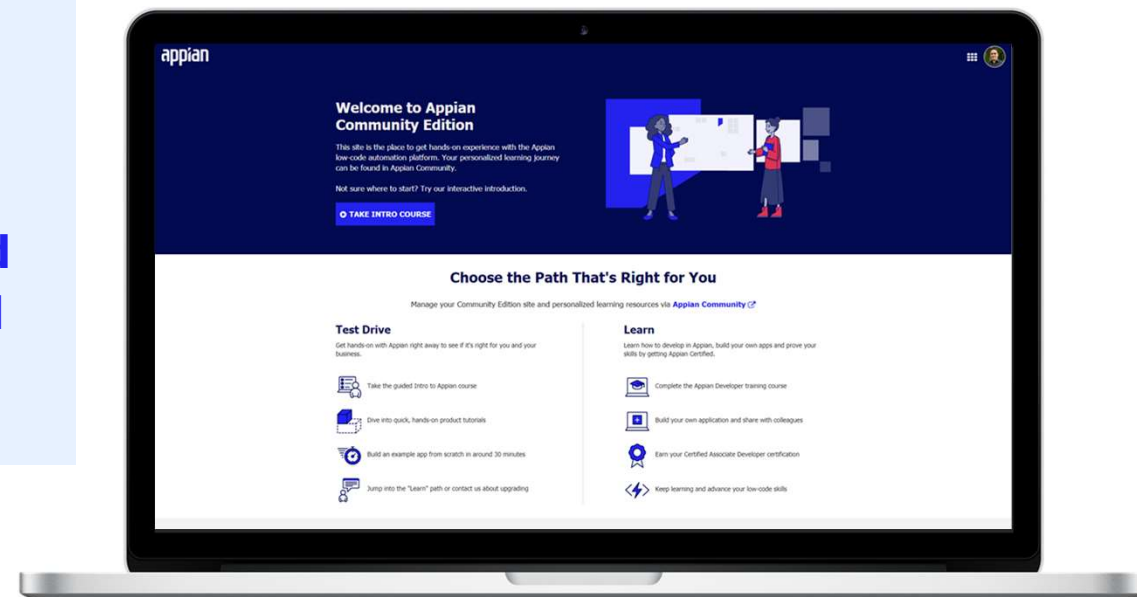 appian
Welcome to Appian
Community Edition
This site is the place to get hands-on experience with the Appian
low-code automation platform. Your personalized learning journey
can be found in Appian Community.
Not sure where to start? Try our interactive introduction.
TAKE INTRO COURSE
Choose the Path That's Right for You
Manage your Community Edition site and personalized learning resources via Appian Community
Test Drive
Get hands-on with Appian right away to see if it's right for you and your
business.
Take the guided Intro to Appian course
Dive into quick, hands-on product tutorials
Build an example app from scratch in around 30 minutes
Jump into the "Learn" path or contact us about upgrading
Learn
Learn how to develop in Appian, build your own apps and prove your
skills by getting Appian Certified.
Complete the Appian Developer training course
Build your own application and share with colleagues
Earn your Certified Associate Developer certification
Keep learning and advance your low-code skills